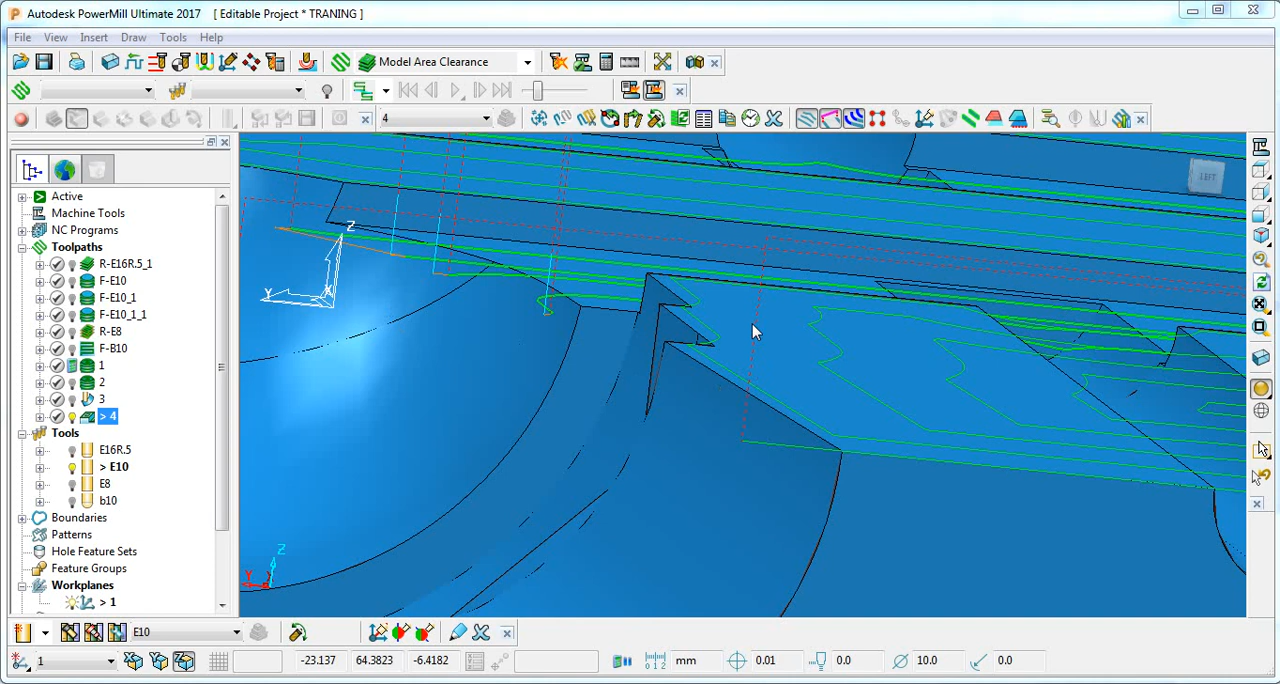 Autodesk PowerMill Ultimate 2017 [ Editable Project * TRANING ]
File View Insert Draw Tools Help
Model Area Clearance
4
Active
Machine Tools
NC Programs
Toolpaths
R-E16R.5_1
F-E10
F-E10_1
F-E10_1_1
R-E8
F-B10
1
2
3
> 4
Tools
E16R.5
> E10
E8
b10
Boundaries
Patterns
Hole Feature Sets
Feature Groups
Workplanes
> 1
Z
Y
X
Z
Y
E10
1
-23.137 64.3823 -6.4182 mm 0.01 0.0 10.0 0.0